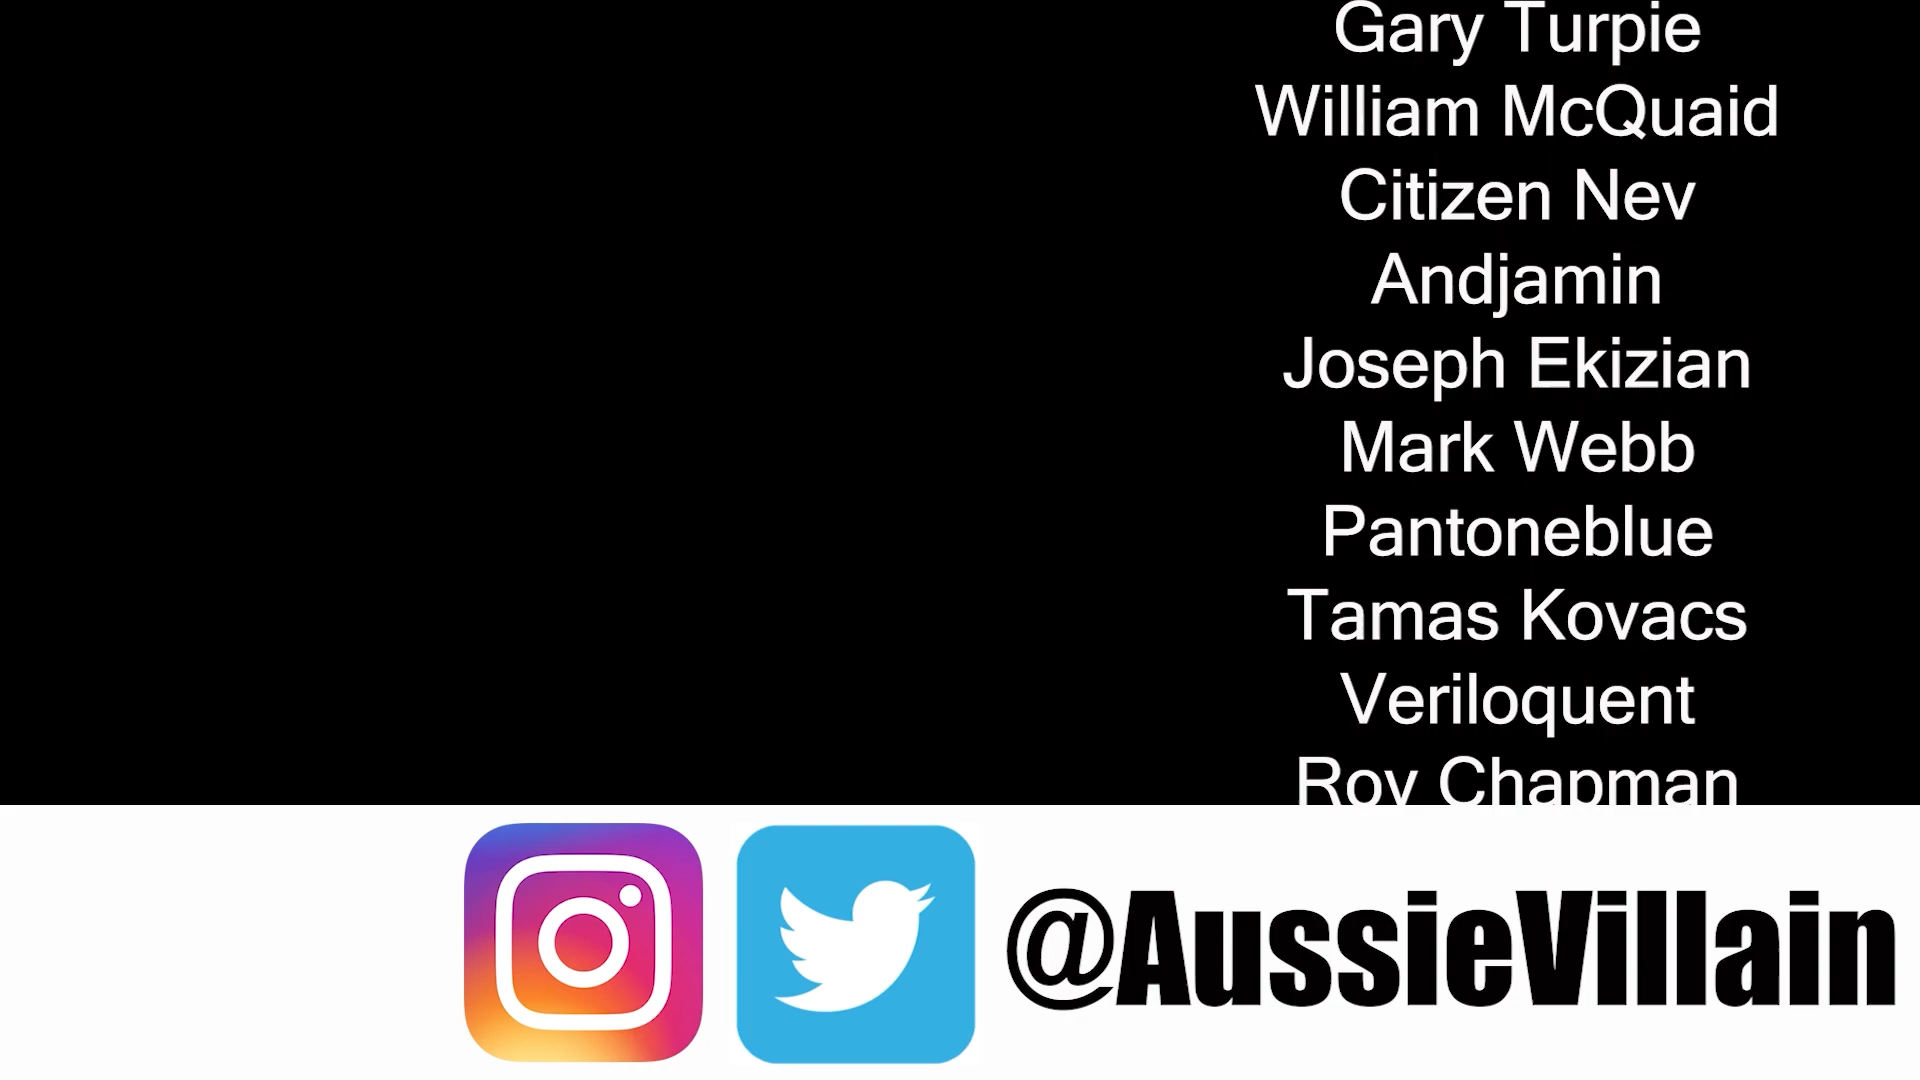 Gary Turpie
William McQuaid
Citizen Nev
Andjamin
Joseph Ekizian
Mark Webb
Pantoneblue
Tamas Kovacs
Veriloquent
Roy Chapman
@AussieVillain